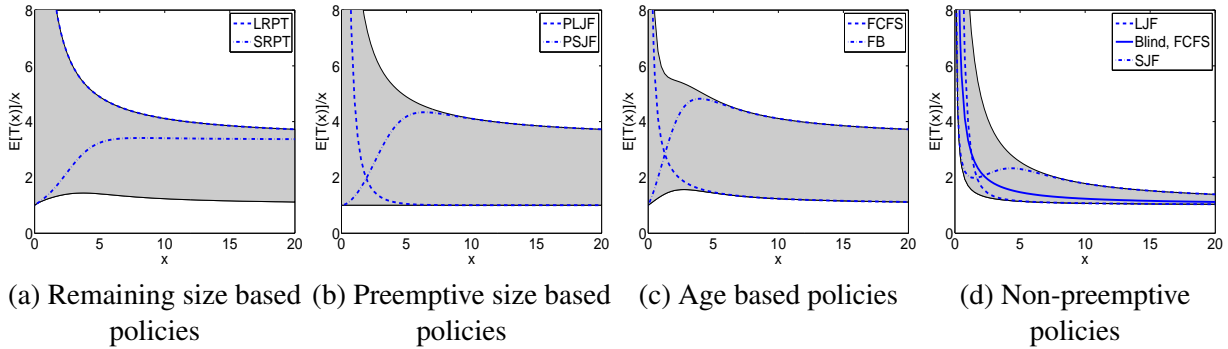 8
6
4
2
0
E[T(x)]/x
0 5 10 15 20
x
LRPT
SRPT
(a) Remaining size based
policies
8
6
4
2
0
E[T(x)]/x
0 5 10 15 20
x
PLJF
PSJF
(b) Preemptive size based
policies
8
6
4
2
0
E[T(x)]/x
0 5 10 15 20
x
FCFS
FB
(c) Age based policies
8
6
4
2
0
E[T(x)]/x
0 5 10 15 20
x
LJF
Blind, FCFS
SJF
(d) Non-preemptive
policies